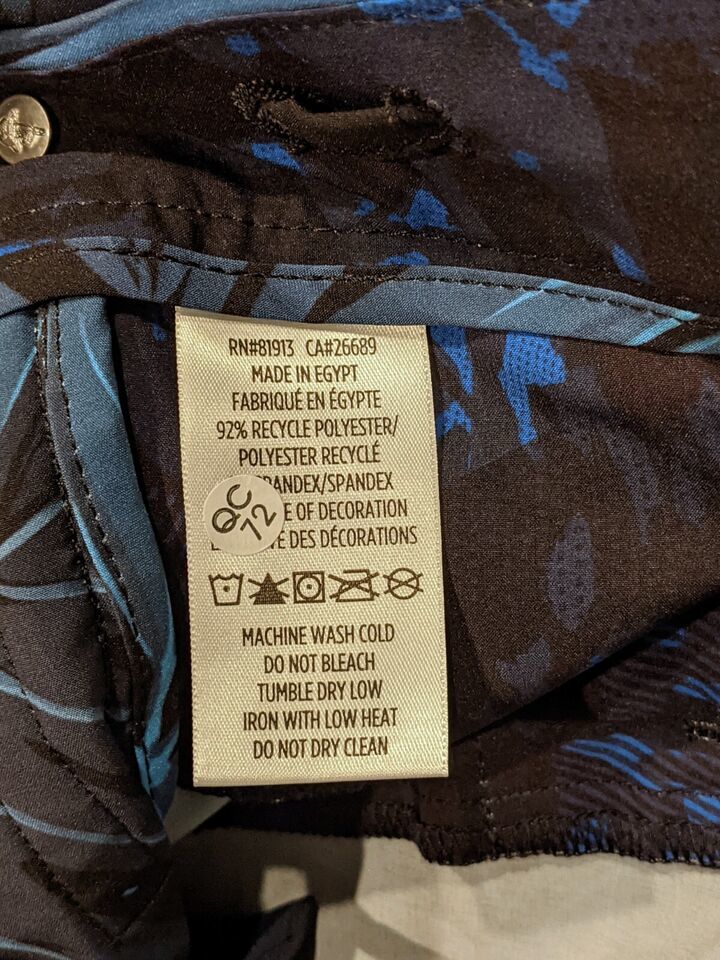 RN#81913 CA#26689
MADE IN EGYPT
FABRIQUÉ EN ÉGYPTE
92% RECYCLE POLYESTER/
POLYESTER RECYCLÉ
/SPANDEX
OF DECORATION
DES DÉCORATIONS
QC
72
MACHINE WASH COLD
DO NOT BLEACH
TUMBLE DRY LOW
IRON WITH LOW HEAT
DO NOT DRY CLEAN